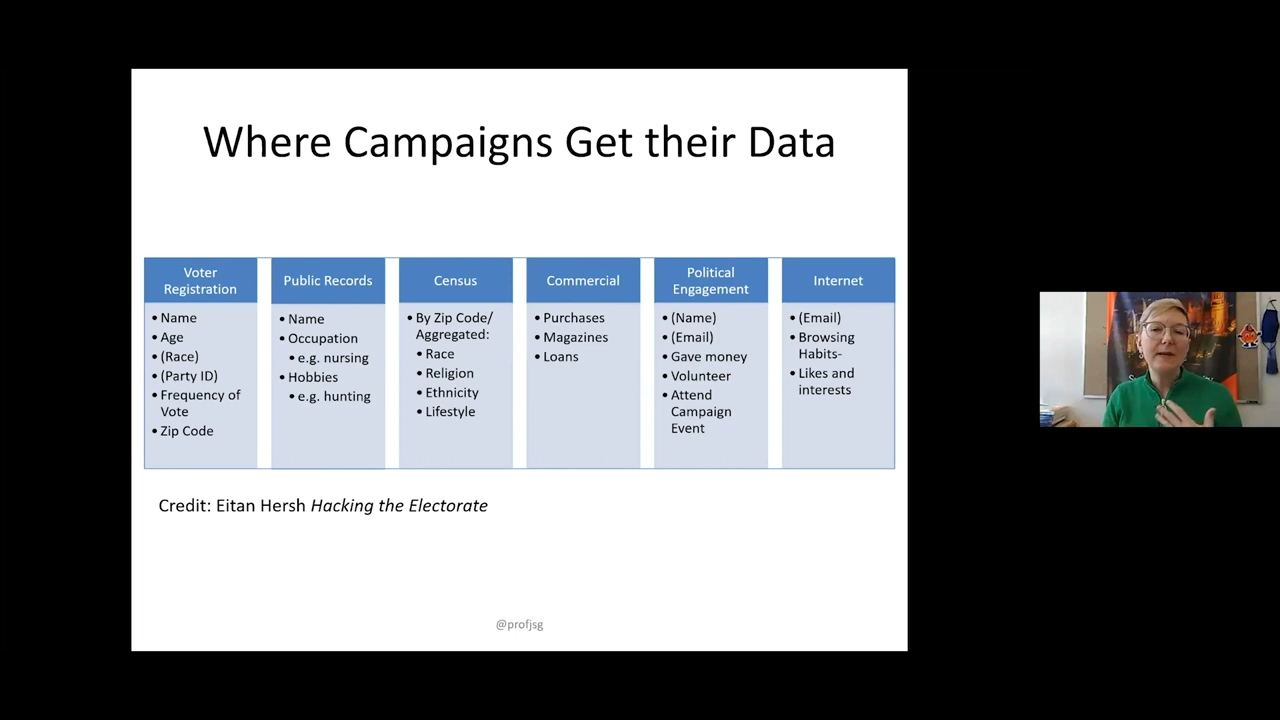 Where Campaigns Get their Data
Voter
Registration
• Name
• Age
• (Race)
• (Party ID)
• Frequency of
Vote
• Zip Code
Public Records
• Name
• Occupation
• e.g. nursing
• Hobbies
• e.g. hunting
Census
• By Zip Code/
Aggregated:
• Race
• Religion
• Ethnicity
• Lifestyle
Commercial
• Purchases
• Magazines
• Loans
Political
Engagement
• (Name)
• (Email)
• Gave money
• Volunteer
• Attend
Campaign
Event
Internet
• (Email)
• Browsing
Habits-
• Likes and
interests
Credit: Eitan Hersh Hacking the Electorate
@profjsg